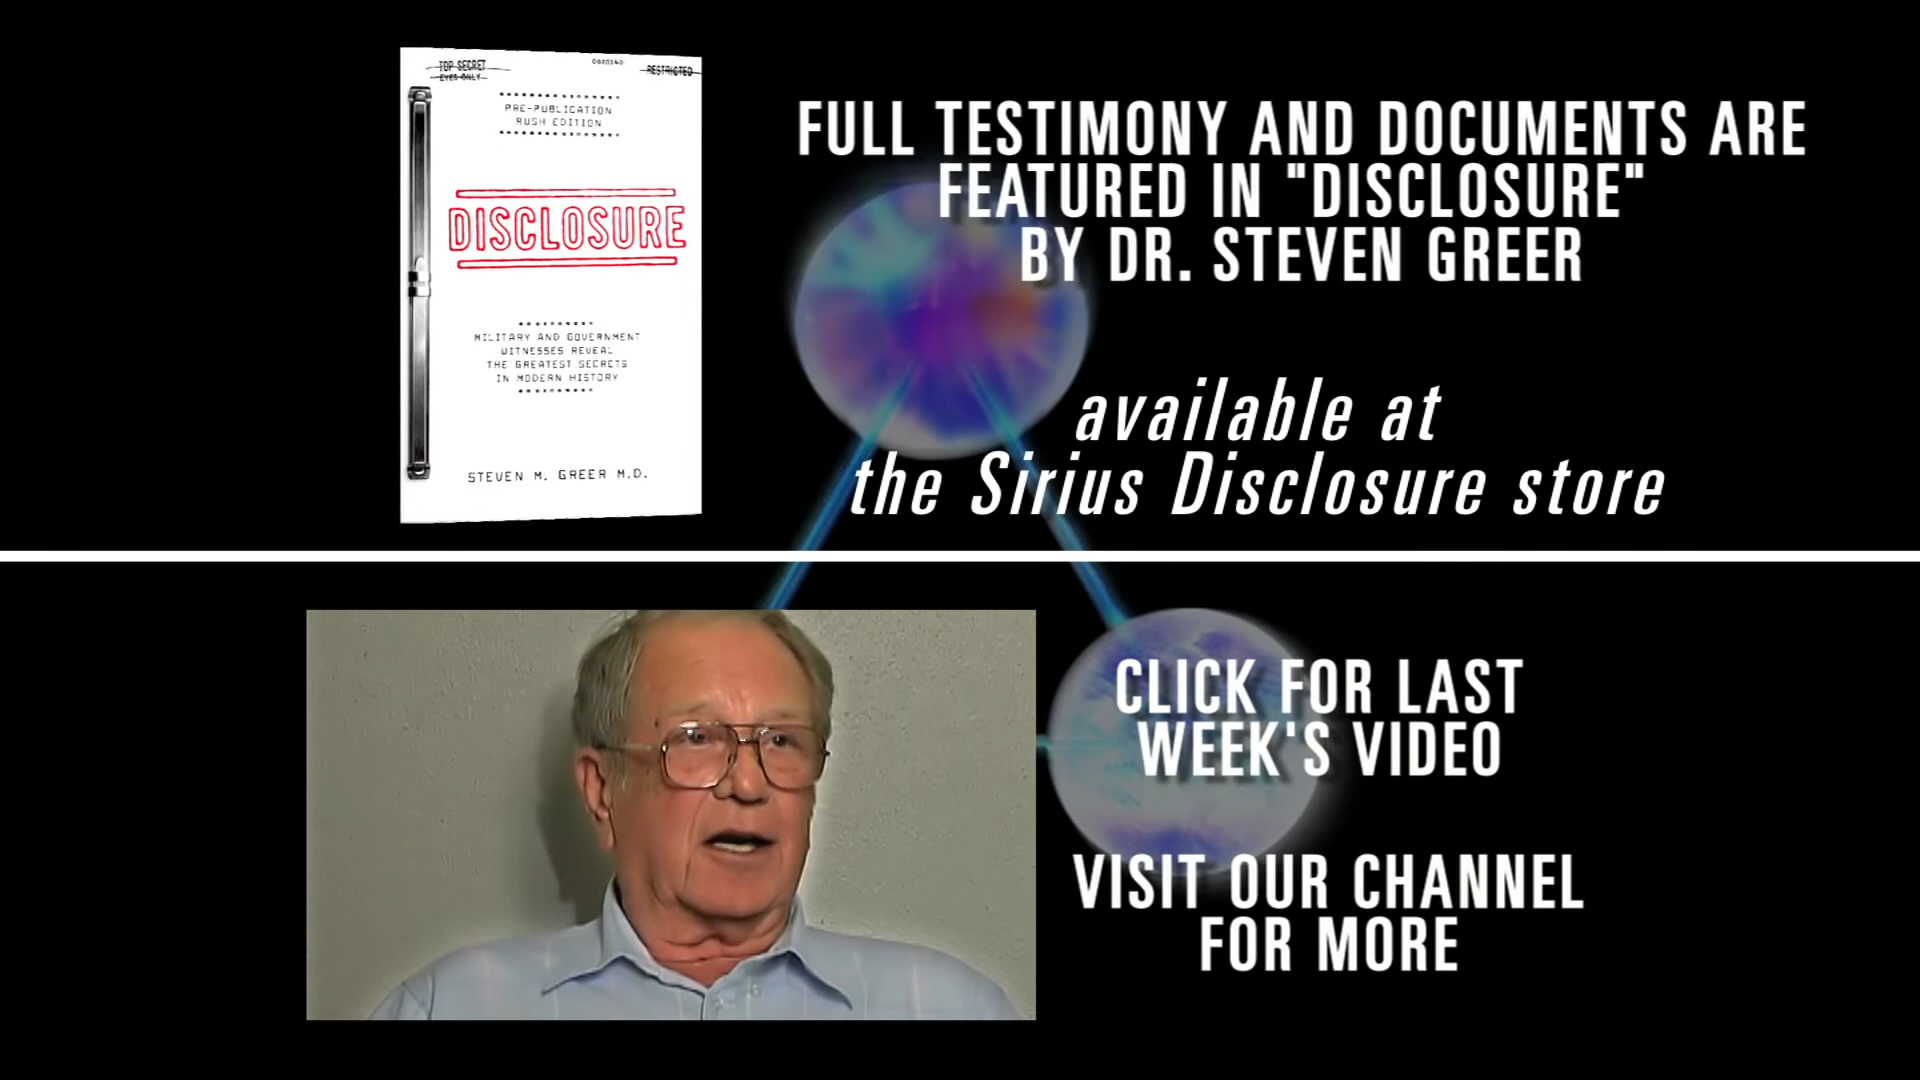 TOP SECRET
EYES ONLY
RESTRICTED
PRE-PUBLICATION
RUSH EDITION
DISCLOSURE
MILITARY AND GOVERNMENT
WITNESSES REVEAL
THE GREATEST SECRETS
IN MODERN HISTORY
STEVEN M. GREER M.D.
FULL TESTIMONY AND DOCUMENTS ARE
FEATURED IN "DISCLOSURE"
BY DR. STEVEN GREER
available at
the Sirius Disclosure store
CLICK FOR LAST
WEEK'S VIDEO
VISIT OUR CHANNEL
FOR MORE